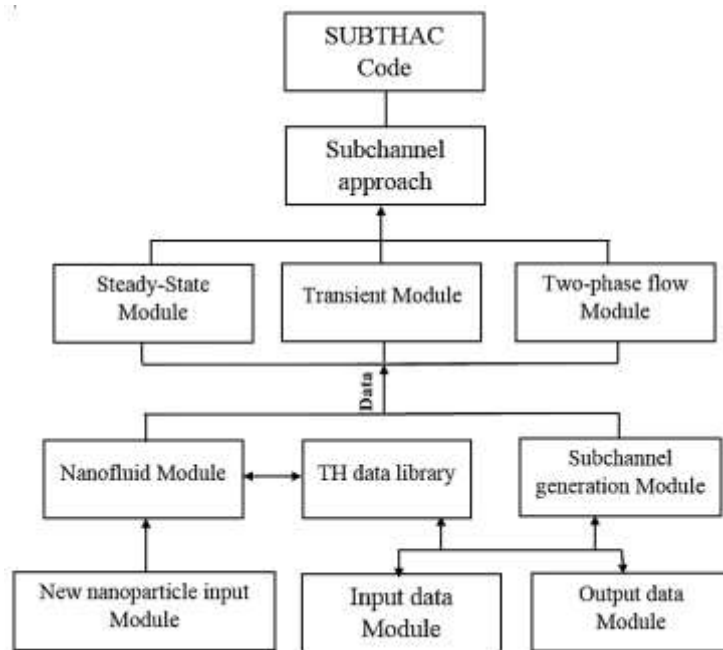 SUBTHAC
Code
Subchannel
approach
Steady-State
Module
Transient Module
Two-phase flow
Module
Data
Nanofluid Module
TH data library
Subchannel
generation Module
New nanoparticle input
Module
Input data
Module
Output data
Module